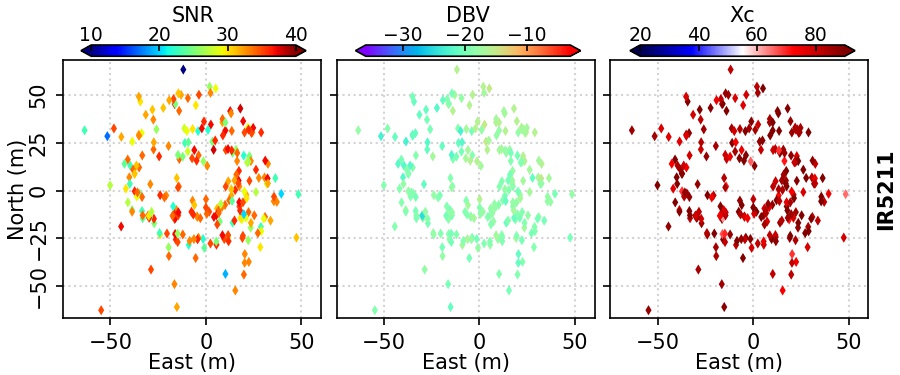 SNR DBV Xc
10 20 30 40 −30 −20 −10 20 40 60 80
50
25
0
−25
−50
North (m)
−50 0 50 −50 0 50 −50 0 50
East (m) East (m) East (m)
IR5211